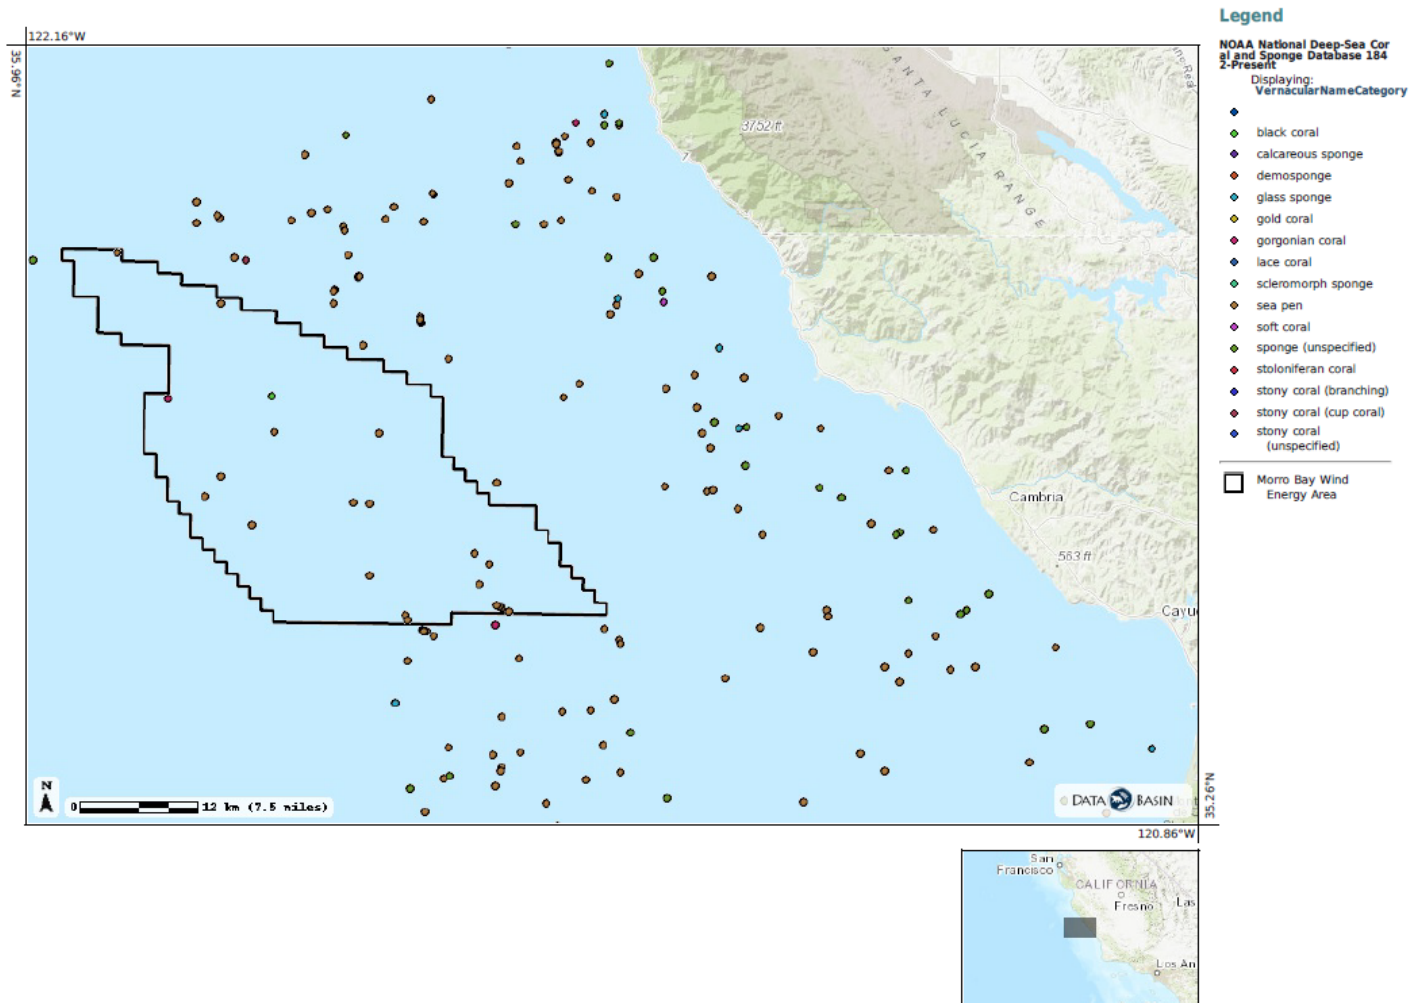 122.16°W
35.96°N
Legend
NOAA National Deep-Sea Cor
al and Sponge Database 184
2-Present
Displaying:
VernacularNameCategory
black coral
calcareous sponge
demosponge
glass sponge
gold coral
gorgonian coral
lace coral
scleromorph sponge
sea pen
soft coral
sponge (unspecified)
stoloniferan coral
stony coral (branching)
stony coral (cup coral)
stony coral
(unspecified)
Morro Bay Wind
Energy Area
SANTA LUCIA RANGE
3752 ft
Cambria
563 ft
Cayu
N
0 12 km (7.5 miles)
DATA BASIN
35.26°N
120.86°W
San
Francisco
CALIFORNIA
Fresno
Las
Los An